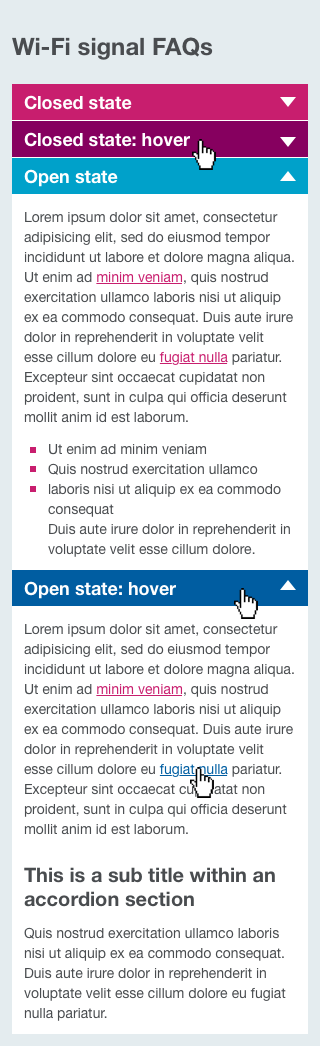 Wi-Fi signal FAQs
Closed state
Closed state: hover
Open state
Lorem ipsum dolor sit amet, consectetur
adipisicing elit, sed do eiusmod tempor
incididunt ut labore et dolore magna aliqua.
Ut enim ad minim veniam, quis nostrud
exercitation ullamco laboris nisi ut aliquip
ex ea commodo consequat. Duis aute irure
dolor in reprehenderit in voluptate velit
esse cillum dolore eu fugiat nulla pariatur.
Excepteur sint occaecat cupidatat non
proident, sunt in culpa qui officia deserunt
mollit anim id est laborum.
Ut enim ad minim veniam
Quis nostrud exercitation ullamco
laboris nisi ut aliquip ex ea commodo
consequat
Duis aute irure dolor in reprehenderit in
voluptate velit esse cillum dolore.
Open state: hover
Lorem ipsum dolor sit amet, consectetur
adipisicing elit, sed do eiusmod tempor
incididunt ut labore et dolore magna aliqua.
Ut enim ad minim veniam, quis nostrud
exercitation ullamco laboris nisi ut aliquip
ex ea commodo consequat. Duis aute irure
dolor in reprehenderit in voluptate velit
esse cillum dolore eu fugiat nulla pariatur.
Excepteur sint occaecat cupidatat non
proident, sunt in culpa qui officia deserunt
mollit anim id est laborum.
This is a sub title within an
accordion section
Quis nostrud exercitation ullamco laboris
nisi ut aliquip ex ea commodo consequat.
Duis aute irure dolor in reprehenderit in
voluptate velit esse cillum dolore eu fugiat
nulla pariatur.